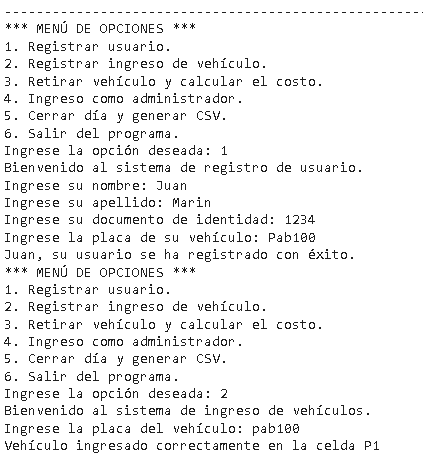 --------------------------------------------------
*** MENÚ DE OPCIONES ***
1. Registrar usuario.
2. Registrar ingreso de vehículo.
3. Retirar vehículo y calcular el costo.
4. Ingreso como administrador.
5. Cerrar día y generar CSV.
6. Salir del programa.
Ingrese la opción deseada: 1
Bienvenido al sistema de registro de usuario.
Ingrese su nombre: Juan
Ingrese su apellido: Marin
Ingrese su documento de identidad: 1234
Ingrese la placa de su vehículo: Pab100
Juan, su usuario se ha registrado con éxito.
*** MENÚ DE OPCIONES ***
1. Registrar usuario.
2. Registrar ingreso de vehículo.
3. Retirar vehículo y calcular el costo.
4. Ingreso como administrador.
5. Cerrar día y generar CSV.
6. Salir del programa.
Ingrese la opción deseada: 2
Bienvenido al sistema de ingreso de vehículos.
Ingrese la placa del vehículo: pab100
Vehículo ingresado correctamente en la celda P1